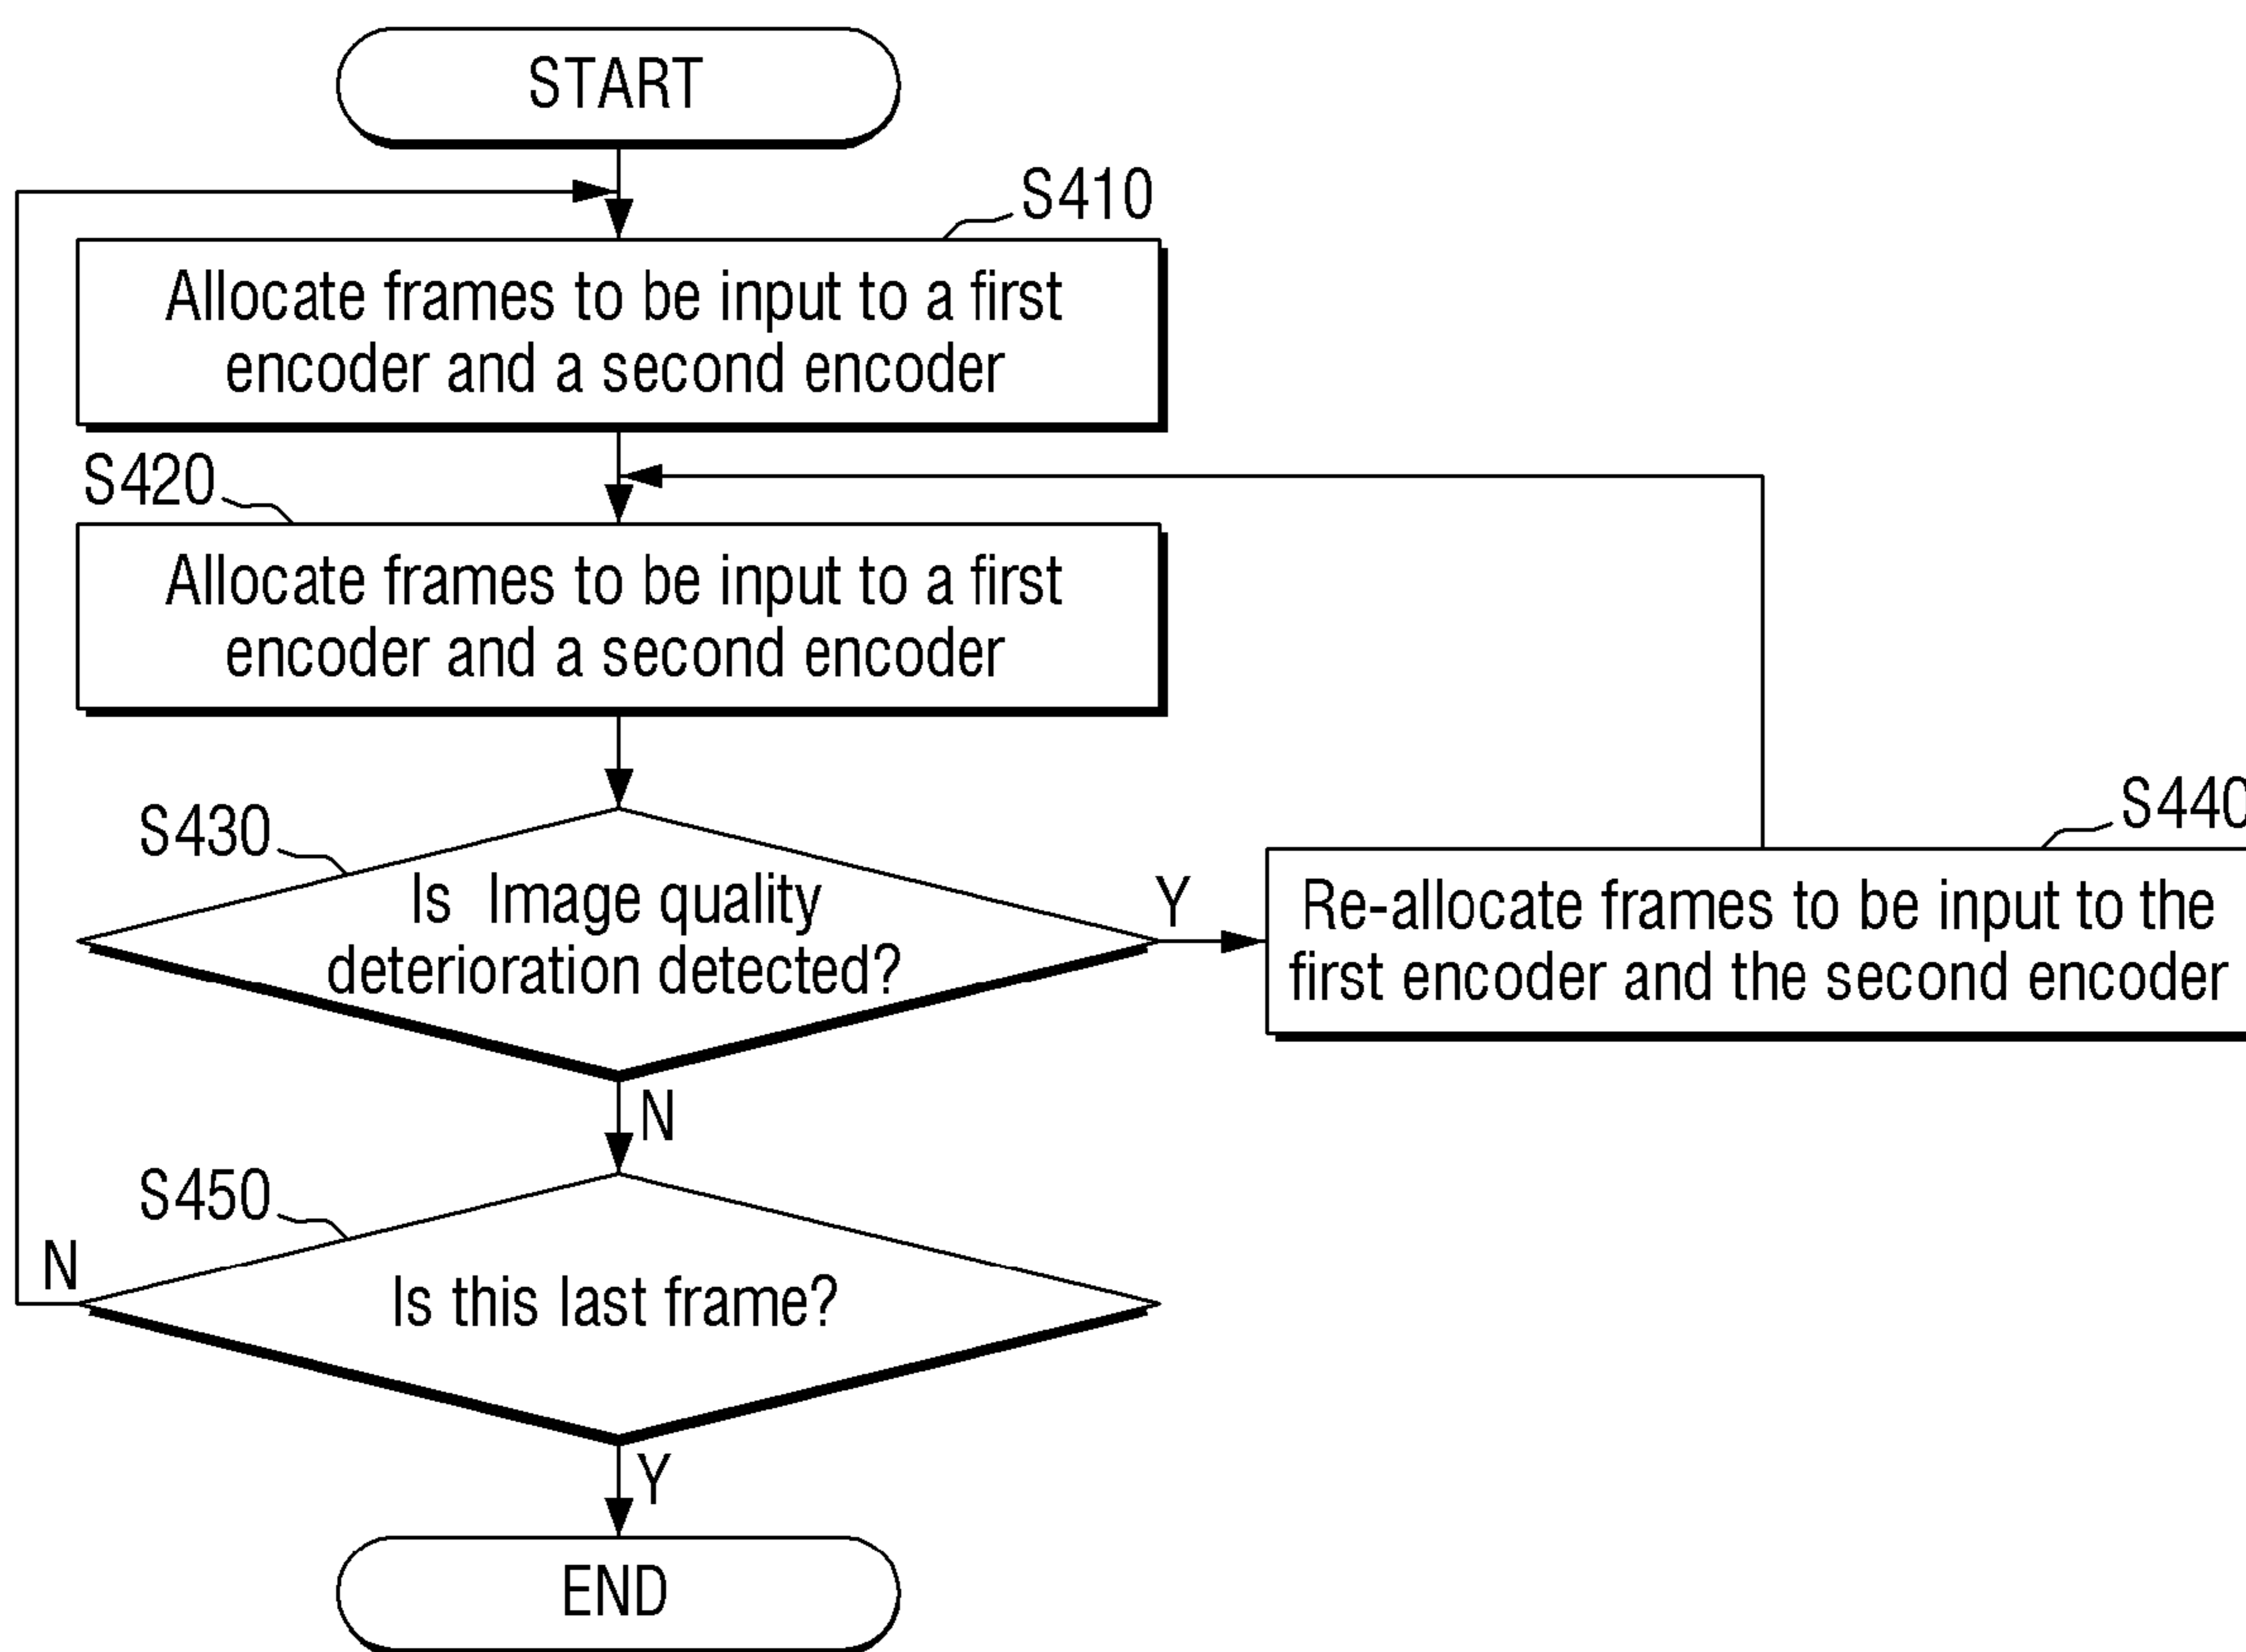 START
S410
Allocate frames to be input to a first
encoder and a second encoder
S420
Allocate frames to be input to a first
encoder and a second encoder
S430
Is Image quality
deterioration detected?
Y
S440
Re-allocate frames to be input to the
first encoder and the second encoder
N
S450
Is this last frame?
N
Y
END